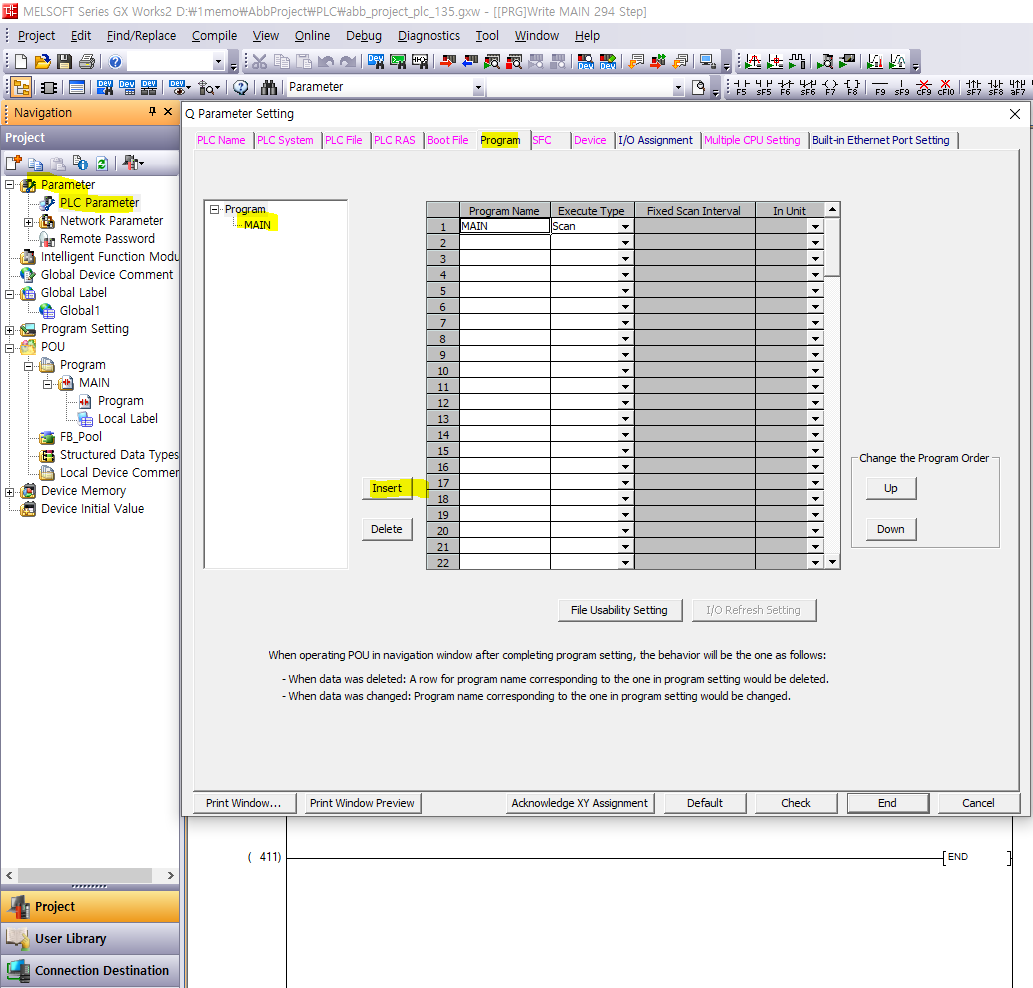 MELSOFT Series GX Works2 D:₩1memo₩AbbProject₩PLC₩abb_project_plc_135.gxw - [[PRG]Write MAIN 294 Step]
Project Edit Find/Replace Compile View Online Debug Diagnostics Tool Window Help
Parameter
F5 sF5 F6 sF6 F7 F8 F9 sF9 cF9 cF10 sF7 sF8 aF7
Navigation
Project
Parameter
PLC Parameter
Network Parameter
Remote Password
Intelligent Function Modu
Global Device Comment
Global Label
Global1
Program Setting
POU
Program
MAIN
Program
Local Label
FB_Pool
Structured Data Types
Local Device Commer
Device Memory
Device Initial Value
Project
User Library
Connection Destination
Q Parameter Setting
PLC Name PLC System PLC File PLC RAS Boot File Program SFC Device I/O Assignment Multiple CPU Setting Built-in Ethernet Port Setting
Program
MAIN
Insert
Delete
Program Name Execute Type Fixed Scan Interval In Unit
1 MAIN Scan
2
3
4
5
6
7
8
9
10
11
12
13
14
15
16
17
18
19
20
21
22
Change the Program Order
Up
Down
File Usability Setting I/O Refresh Setting
When operating POU in navigation window after completing program setting, the behavior will be the one as follows:
- When data was deleted: A row for program name corresponding to the one in program setting would be deleted.
- When data was changed: Program name corresponding to the one in program setting would be changed.
Print Window... Print Window Preview Acknowledge XY Assignment Default Check End Cancel
( 411) END